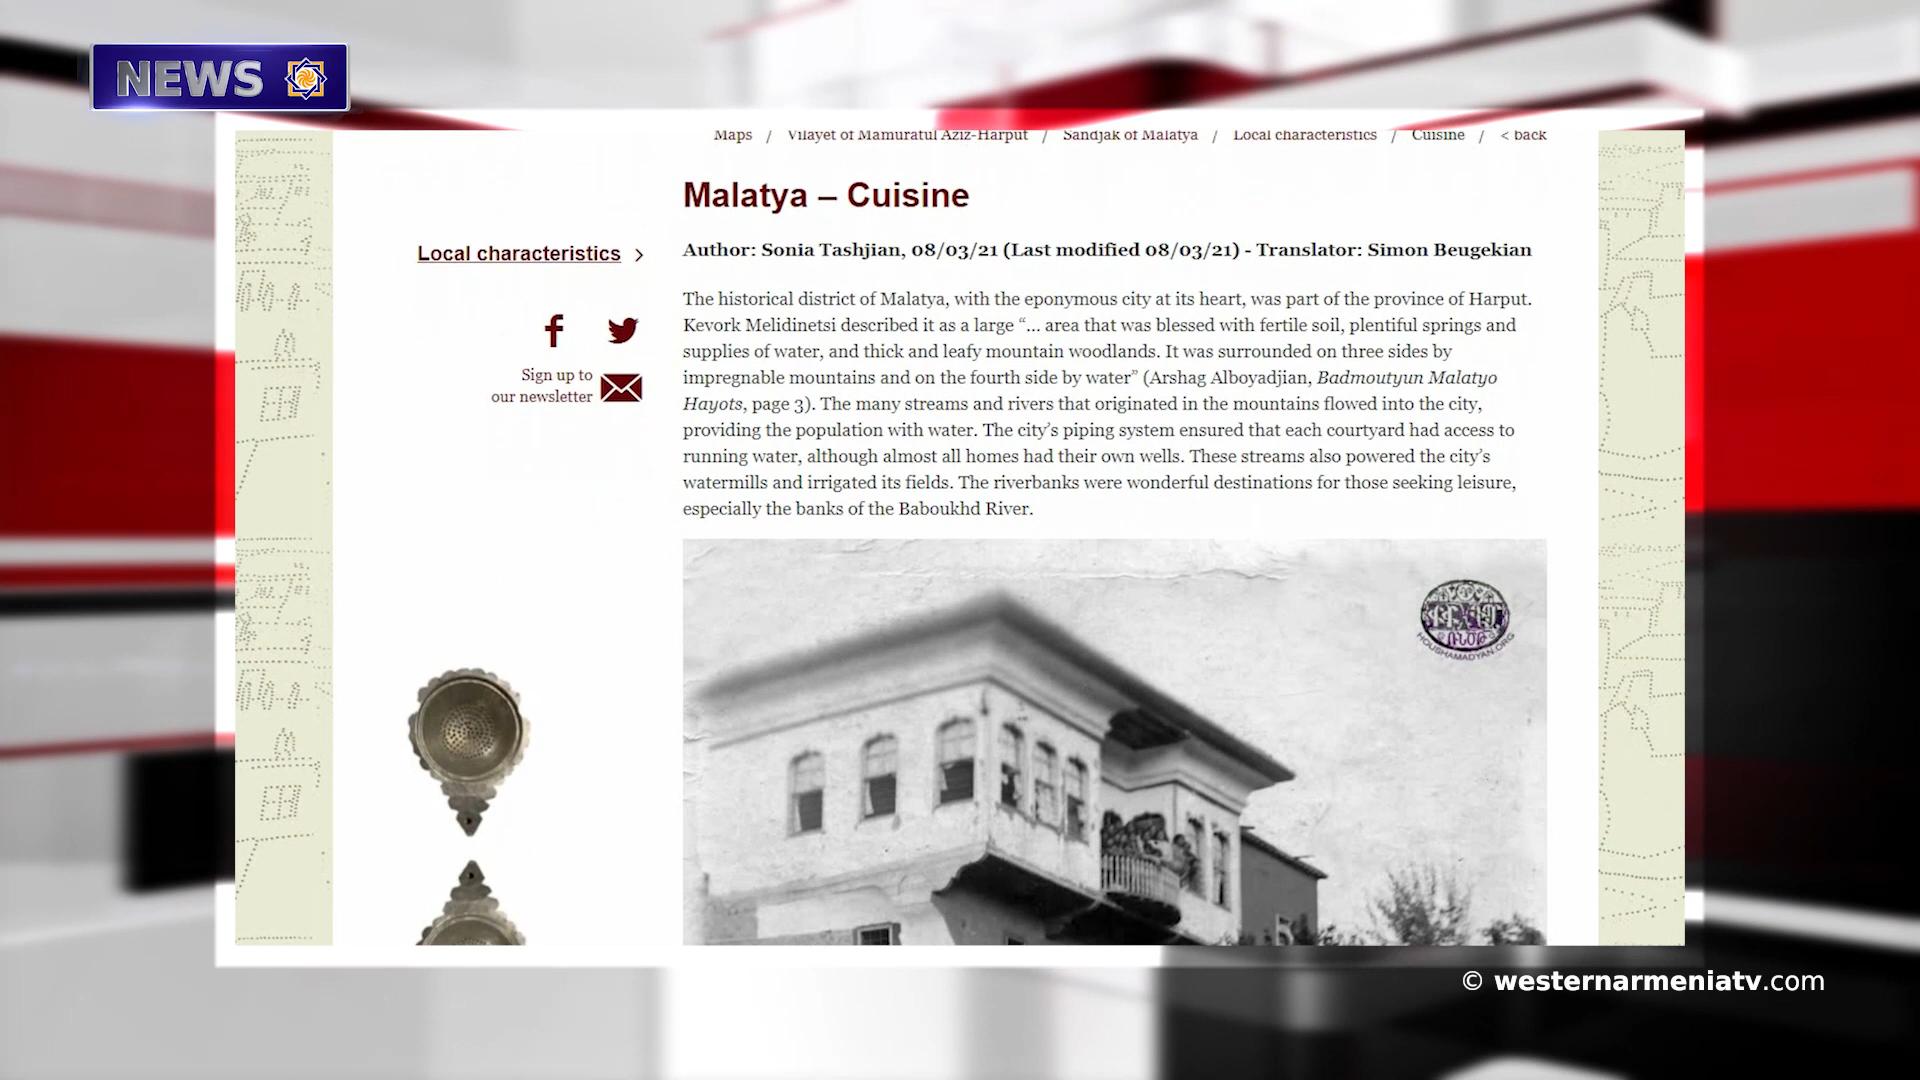 NEWS
Maps / Vilayet of Mamuratul Aziz-Harput / Sandjak of Malatya / Local characteristics / Cuisine / < back
Malatya – Cuisine
Local characteristics
Author: Sonia Tashjian, 08/03/21 (Last modified 08/03/21) - Translator: Simon Beugekian
Sign up to
our newsletter
The historical district of Malatya, with the eponymous city at its heart, was part of the province of Harput.
Kevork Melidinetsi described it as a large “... area that was blessed with fertile soil, plentiful springs and
supplies of water, and thick and leafy mountain woodlands. It was surrounded on three sides by
impregnable mountains and on the fourth side by water” (Arshag Alboyadjian, Badmoutyun Malatyo
Hayots, page 3). The many streams and rivers that originated in the mountains flowed into the city,
providing the population with water. The city’s piping system ensured that each courtyard had access to
running water, although almost all homes had their own wells. These streams also powered the city’s
watermills and irrigated its fields. The riverbanks were wonderful destinations for those seeking leisure,
especially the banks of the Baboukhd River.
HOUSHAMADYAN.ORG
© westernarmeniatv.com